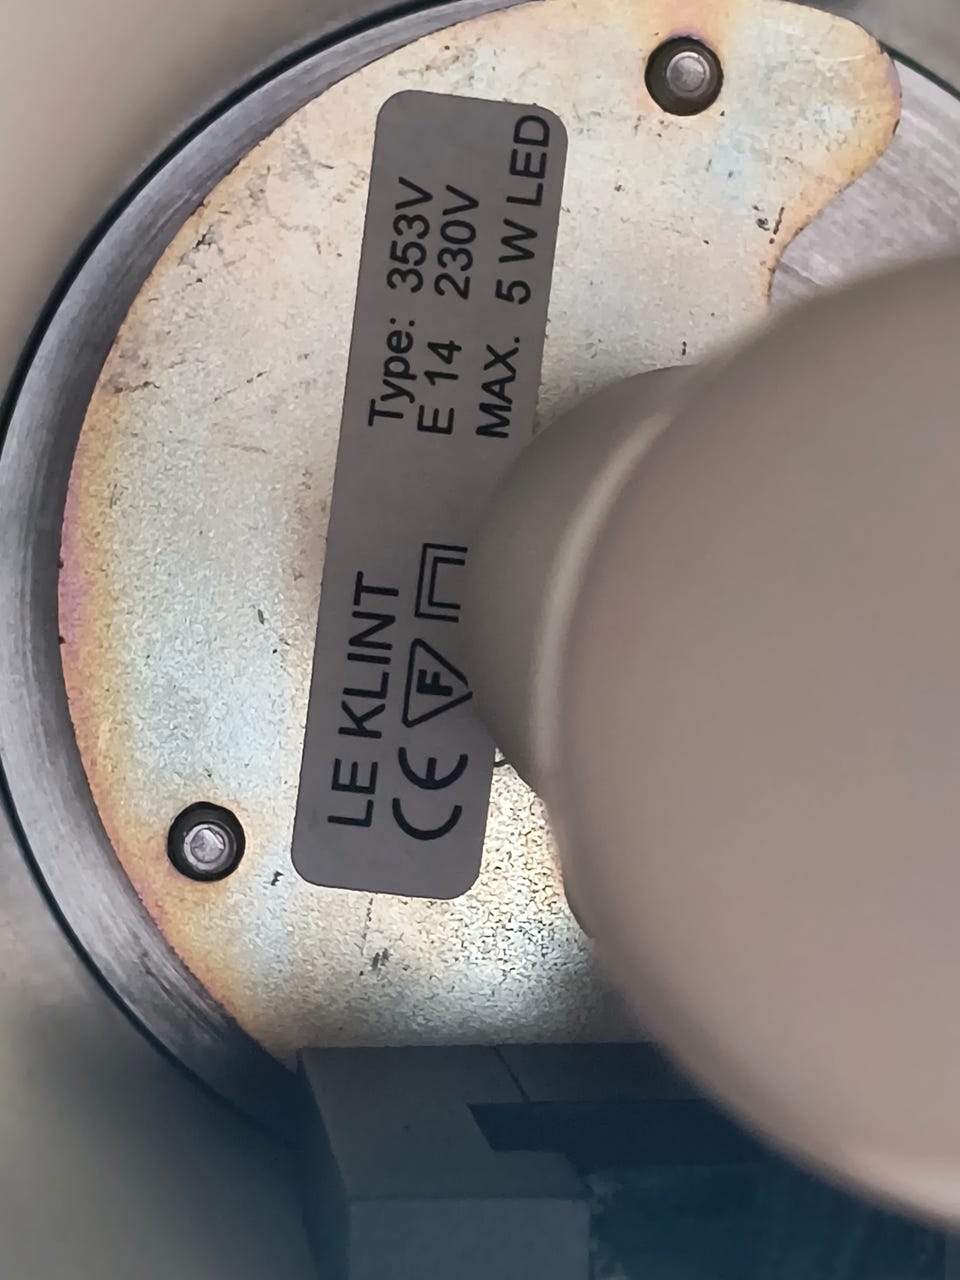 LE KLINT
CE F
Type: 353V
E 14 230V
MAX. 5 W LED